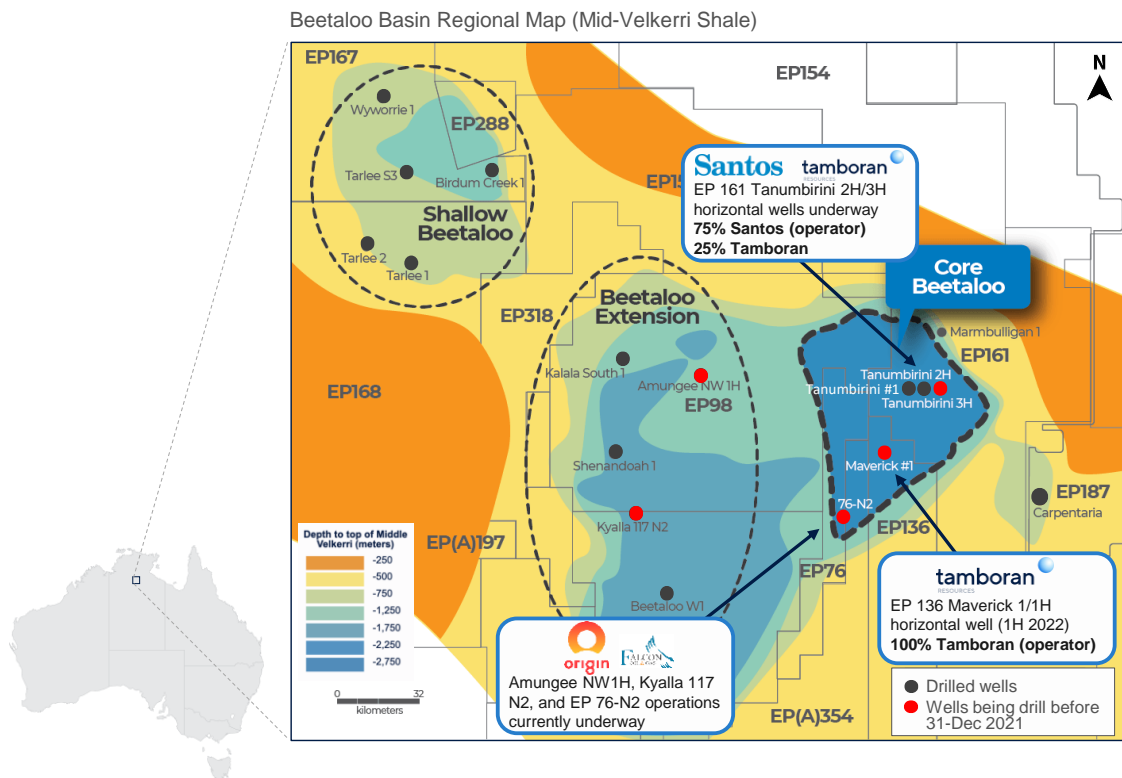 Beetaloo Basin Regional Map (Mid-Velkerri Shale)
EP167
EP154
N
Wyworrie 1
EP288
Tarlee S3
Birdum Creek 1
Shallow
Beetaloo
Tarlee 2
Tarlee 1
Santos tamboran
RESOURCES
EP 161 Tanumbirini 2H/3H
horizontal wells underway
75% Santos (operator)
25% Tamboran
Core
Beetaloo
Beetaloo
Extension
EP318
Marmbulligan 1
EP161
Kalala South 1
Amungee NW 1H
EP98
Tanumbirini 2H
Tanumbirini #1
Tanumbirini 3H
EP168
Shenandoah 1
Maverick #1
Kyalla 117 N2
76-N2
EP187
Carpentaria
EP136
EP(A)197
EP76
Beetaloo W1
Depth to top of Middle
Velkerri (meters)
-250
-500
-750
-1,250
-1,750
-2,250
-2,750
0 32
kilometers
origin FALCON
Amungee NW1H, Kyalla 117
N2, and EP 76-N2 operations
currently underway
tamboran
RESOURCES
EP 136 Maverick 1/1H
horizontal well (1H 2022)
100% Tamboran (operator)
EP(A)354
Drilled wells
Wells being drill before
31-Dec 2021